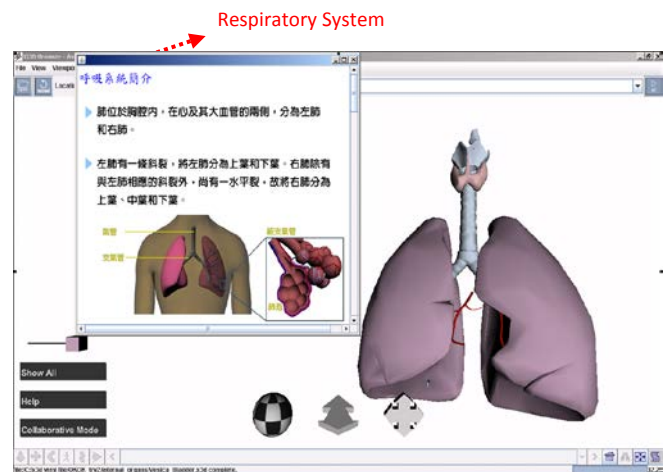 Respiratory System
File View Viewpo
Locati
呼吸系統簡介
肺位於胸腔內，在心及其大血管的兩側，分為左肺
和右肺。
左肺有一條斜裂，將左肺分為上葉和下葉。右肺除有
與左肺相應的斜裂外，尚有一水平裂，故將右肺分為
上葉、中葉和下葉。
氣管
支氣管
細支氣管
肺泡
Show All
Help
Collaborative Mode